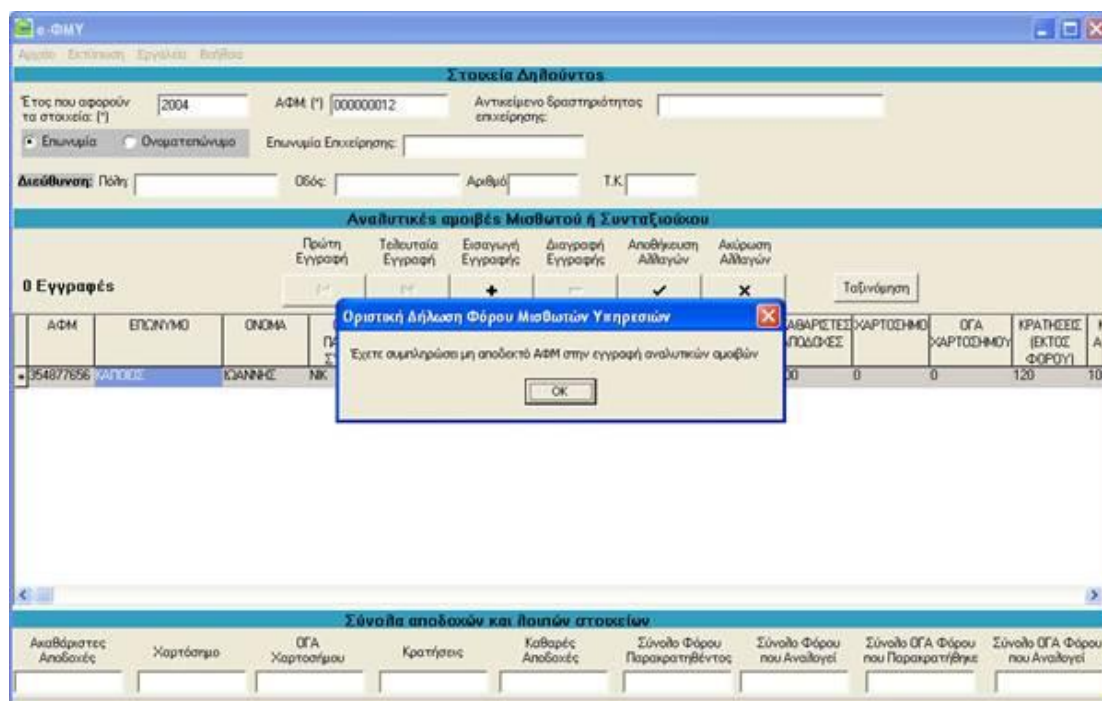 e-ΦΜΥ
Αρχείο Εκτύπωση Εργαλεία Βοήθεια
Στοιχεία Δηλούντος
Έτος που αφορούν τα στοιχεία: (*)
2004
ΑΦΜ (*)
000000012
Αντικείμενο δραστηριότητας επιχείρησης:
Επωνυμία
Ονοματεπώνυμο
Επωνυμία Επιχείρησης:
Διεύθυνση: Πόλη:
Οδός:
Αριθμό
Τ.Κ.
Αναλυτικές αμοιβές Μισθωτού ή Συνταξιούχου
Πρώτη Εγγραφή
Τελευταία Εγγραφή
Εισαγωγή Εγγραφής
Διαγραφή Εγγραφής
Αποθήκευση Αλλαγών
Ακύρωση Αλλαγών
0 Εγγραφές
Ταξινόμηση
Οριστική Δήλωση Φόρου Μισθωτών Υπηρεσιών
Έχετε συμπληρώσει μη αποδεκτό ΑΦΜ στην εγγραφή αναλυτικών αμοιβών
OK
ΑΦΜ
ΕΠΩΝΥΜΟ
ΟΝΟΜΑ
ΧΑΡΤΟΣΗΜΟ
ΟΓΑ ΧΑΡΤΟΣΗΜΟΥ
ΚΡΑΤΗΣΕΙΣ (ΕΚΤΟΣ ΦΟΡΟΥ)
354877656 ΚΑΠΟΙΟΣ ΙΩΑΝΝΗΣ ΝΙΚ 0 0 120
Σύνολα αποδοχών και λοιπών στοιχείων
Ακαθάριστες Αποδοχές
Χαρτόσημο
ΟΓΑ Χαρτοσήμου
Κρατήσεις
Καθαρές Αποδοχές
Σύνολο Φόρου Παρακρατηθέντος
Σύνολο Φόρου που Αναλογεί
Σύνολο ΟΓΑ Φόρου που Παρακρατήθηκε
Σύνολο ΟΓΑ Φόρου που Αναλογεί